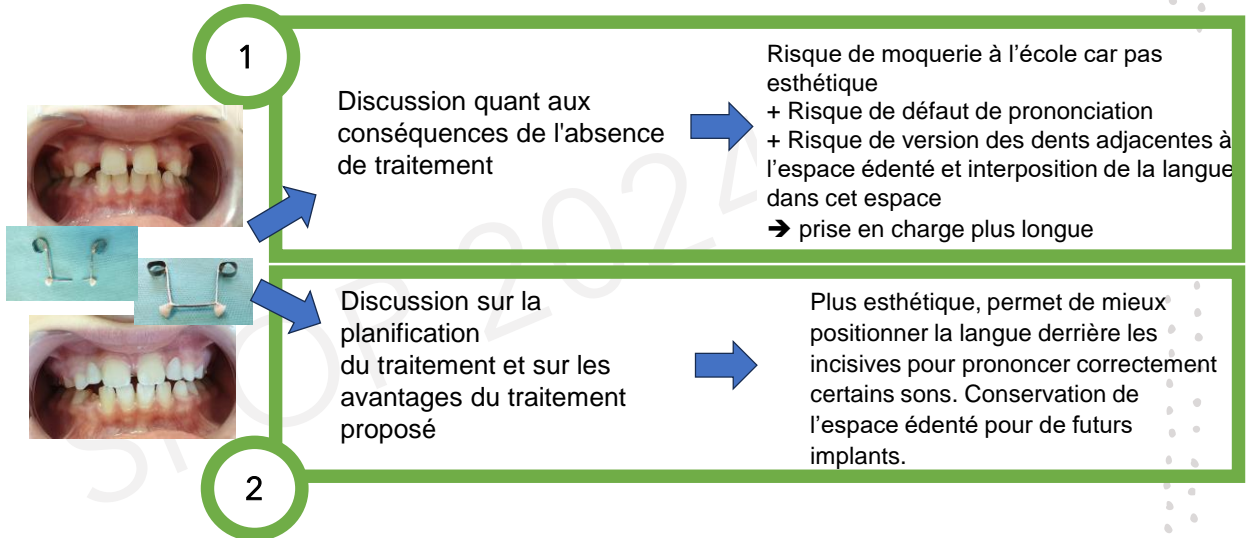 1
Discussion quant aux
conséquences de l'absence
de traitement
Risque de moquerie à l’école car pas
esthétique
+ Risque de défaut de prononciation
+ Risque de version des dents adjacentes à
l’espace édenté et interposition de la langue
dans cet espace
➔ prise en charge plus longue
Discussion sur la
planification
du traitement et sur les
avantages du traitement
proposé
Plus esthétique, permet de mieux
positionner la langue derrière les
incisives pour prononcer correctement
certains sons. Conservation de
l’espace édenté pour de futurs
implants.
2